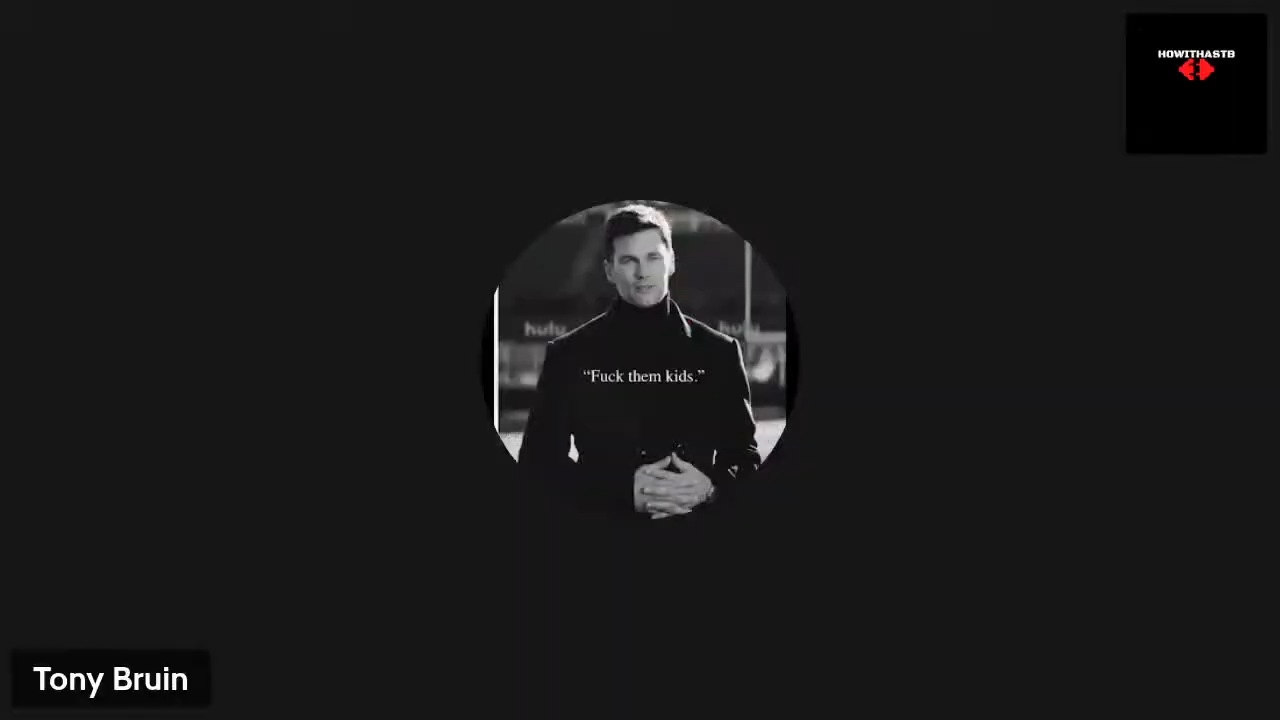 HOWITHASTB
hulu
hulu
“Fuck them kids.”
Tony Bruin